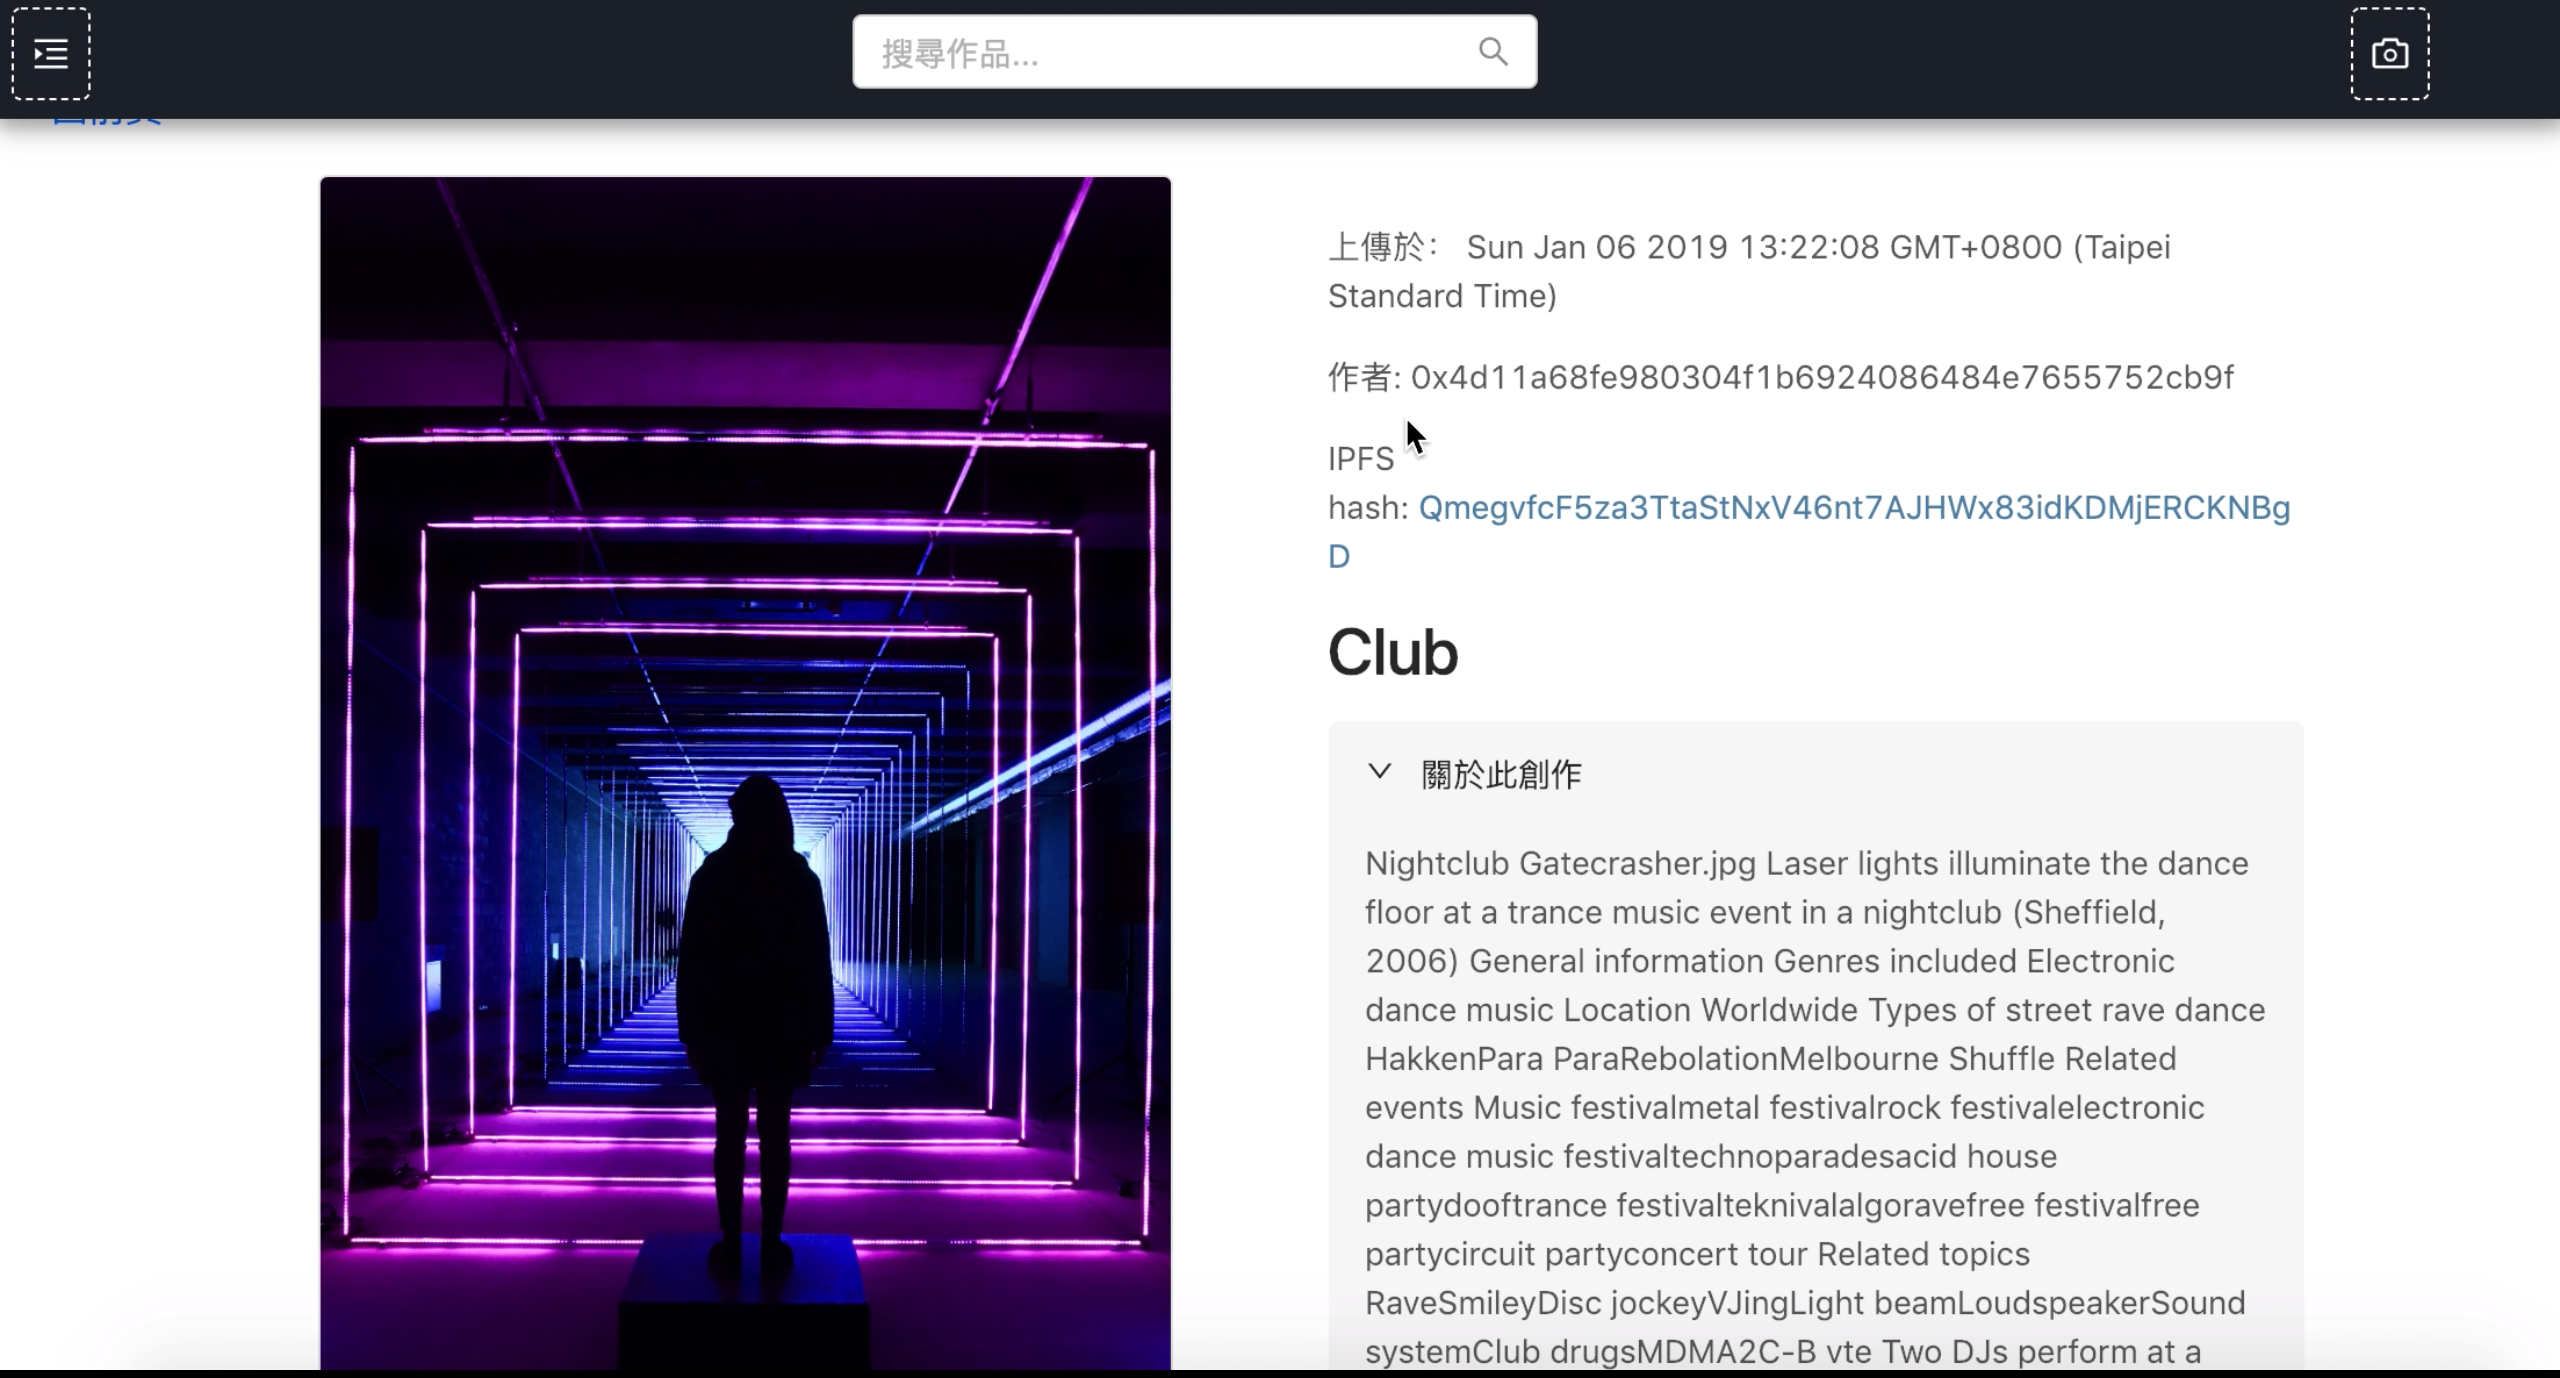 搜尋作品...
上傳於： Sun Jan 06 2019 13:22:08 GMT+0800 (Taipei
Standard Time)
作者: 0x4d11a68fe980304f1b6924086484e7655752cb9f
IPFS
hash: QmegvfcF5za3TtaStNxV46nt7AJHWx83idKDMjERCKNBg
D
Club
關於此創作
Nightclub Gatecrasher.jpg Laser lights illuminate the dance
floor at a trance music event in a nightclub (Sheffield,
2006) General information Genres included Electronic
dance music Location Worldwide Types of street rave dance
HakkenPara ParaRebolationMelbourne Shuffle Related
events Music festivalmetal festivalrock festivalelectronic
dance music festivaltechnoparadesacid house
partydooftrance festivalteknivalalgoravefree festivalfree
partycircuit partyconcert tour Related topics
RaveSmileyDisc jockeyVJingLight beamLoudspeakerSound
systemClub drugsMDMA2C-B vte Two DJs perform at a